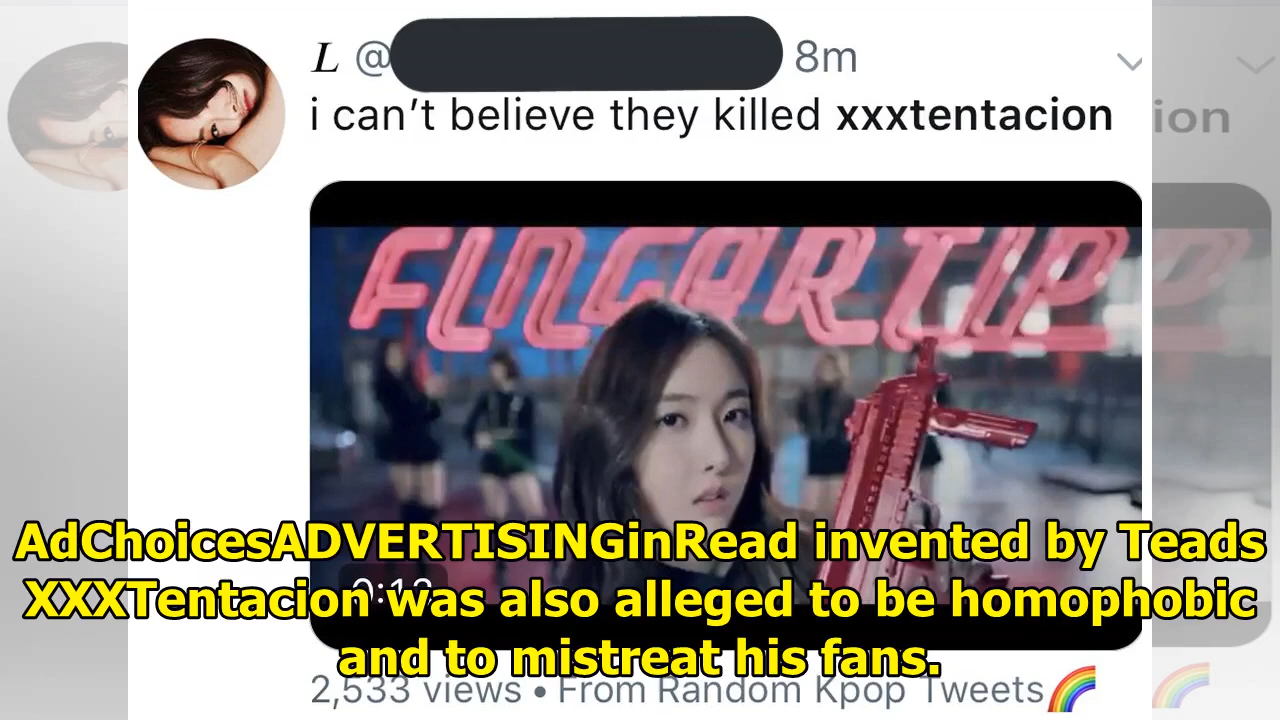 L @ 8m
i can't believe they killed xxxtentacion
ion
FINGERTIP
AdChoicesADVERTISINGinRead invented by Teads
XXXTentacion was also alleged to be homophobic
and to mistreat his fans.
2,533 views • From Random Kpop Tweets🌈